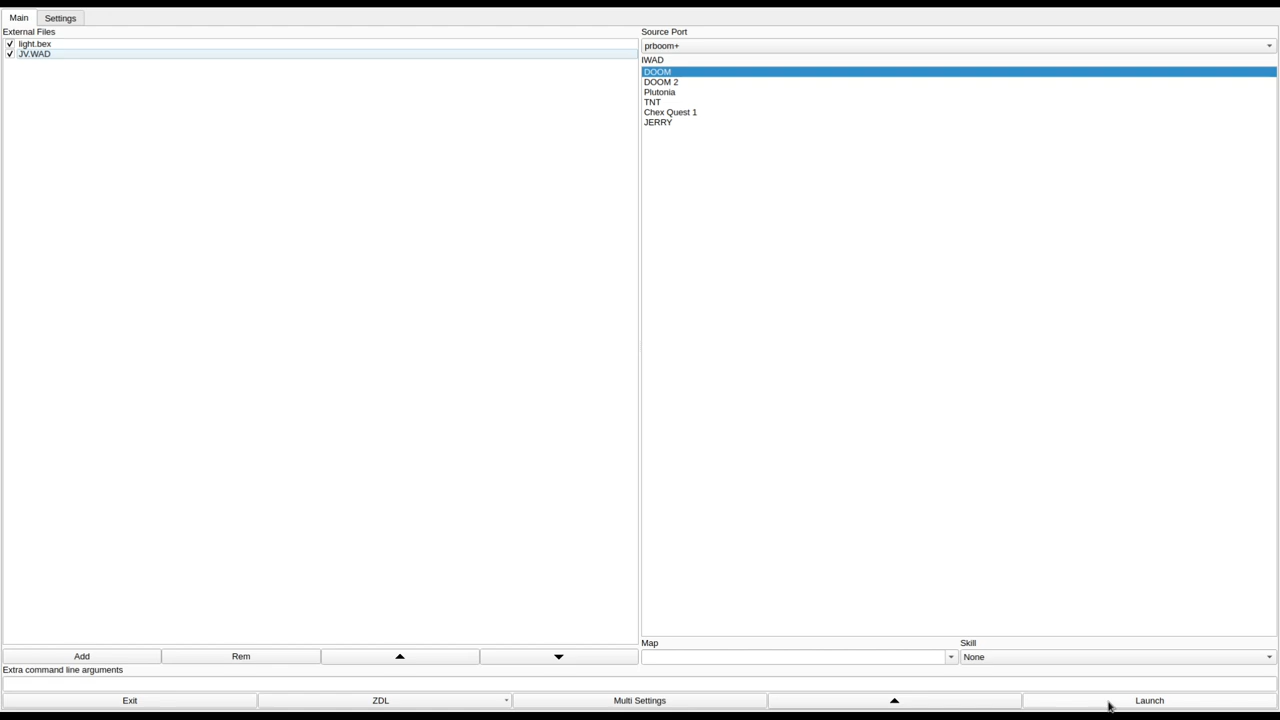 Main Settings
External Files
light.bex
JV.WAD
Source Port
prboom+
IWAD
DOOM
DOOM 2
Plutonia
TNT
Chex Quest 1
JERRY
Map Skill
None
Add Rem
Extra command line arguments
Exit ZDL Multi Settings Launch